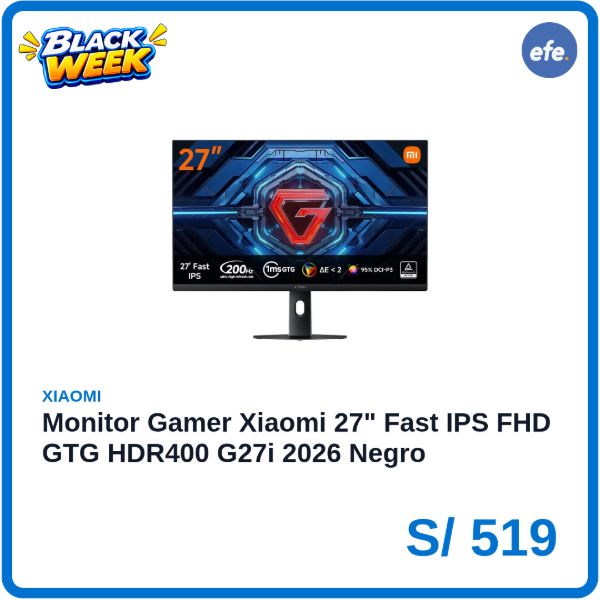 BLACK
WEEK
efe.
27"
mi
27" Fast
IPS
200Hz
1ms GTG
ΔE < 2
95% DCI-P3
XIAOMI
Monitor Gamer Xiaomi 27" Fast IPS FHD
GTG HDR400 G27i 2026 Negro
S/ 519